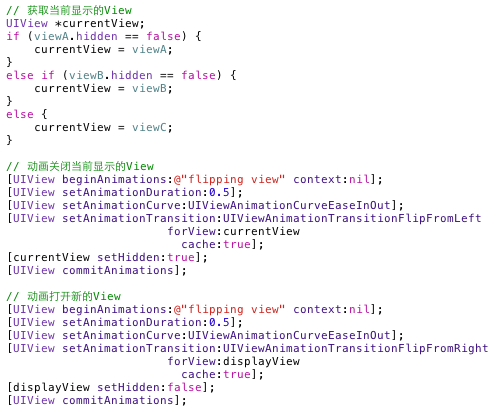 // 获取当前显示的View
UIView *currentView;
if (viewA.hidden == false) {
    currentView = viewA;
}
else if (viewB.hidden == false) {
    currentView = viewB;
}
else {
    currentView = viewC;
}

// 动画关闭当前显示的View
[UIView beginAnimations:@"flipping view" context:nil];
[UIView setAnimationDuration:0.5];
[UIView setAnimationCurve:UIViewAnimationCurveEaseInOut];
[UIView setAnimationTransition:UIViewAnimationTransitionFlipFromLeft
                       forView:currentView
                         cache:true];
[currentView setHidden:true];
[UIView commitAnimations];

// 动画打开新的View
[UIView beginAnimations:@"flipping view" context:nil];
[UIView setAnimationDuration:0.5];
[UIView setAnimationCurve:UIViewAnimationCurveEaseInOut];
[UIView setAnimationTransition:UIViewAnimationTransitionFlipFromRight
                       forView:displayView
                         cache:true];
[displayView setHidden:false];
[UIView commitAnimations];